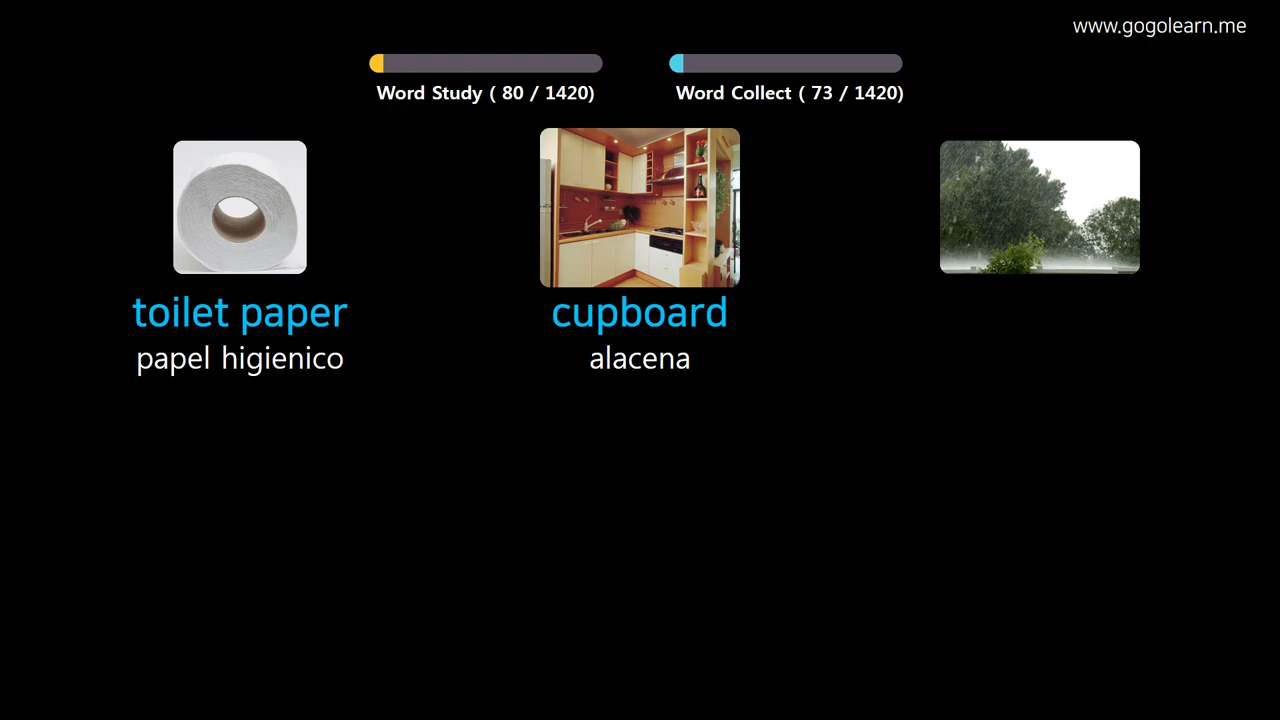 www.gogolearn.me
Word Study ( 80 / 1420)
Word Collect ( 73 / 1420)
toilet paper
papel higienico
cupboard
alacena